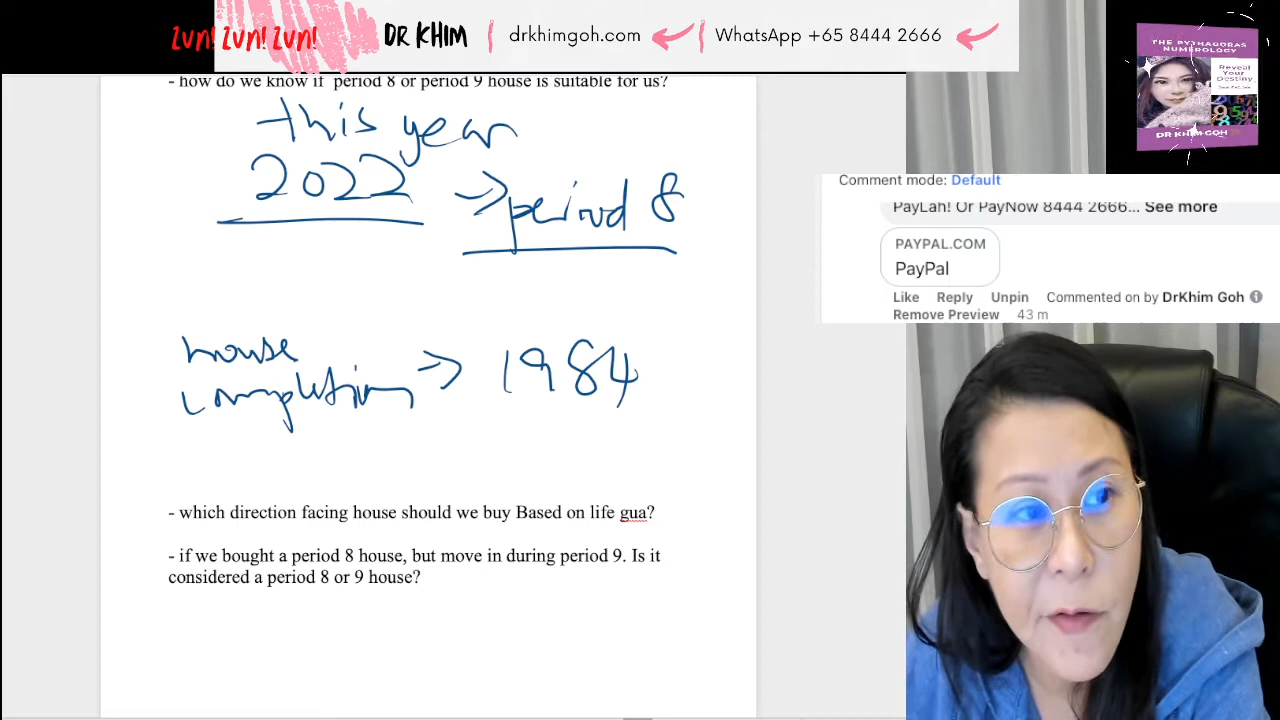 ZUN! ZUN! ZUN!
DR KHIM
drkhimgoh.com
WhatsApp +65 8444 2666
THE PYTHAGORAS
NUMEROLOGY
Reveal
Your
Destiny
DR KHIM GOH
- how do we know if period 8 or period 9 house is suitable for us?
this year
2022 -> period 8
house
completion -> 1984
- which direction facing house should we buy Based on life gua?
- if we bought a period 8 house, but move in during period 9. Is it
considered a period 8 or 9 house?
Comment mode: Default
PayLah! Or PayNow 8444 2666... See more
PAYPAL.COM
PayPal
Like Reply Unpin Commented on by DrKhim Goh
Remove Preview 43 m